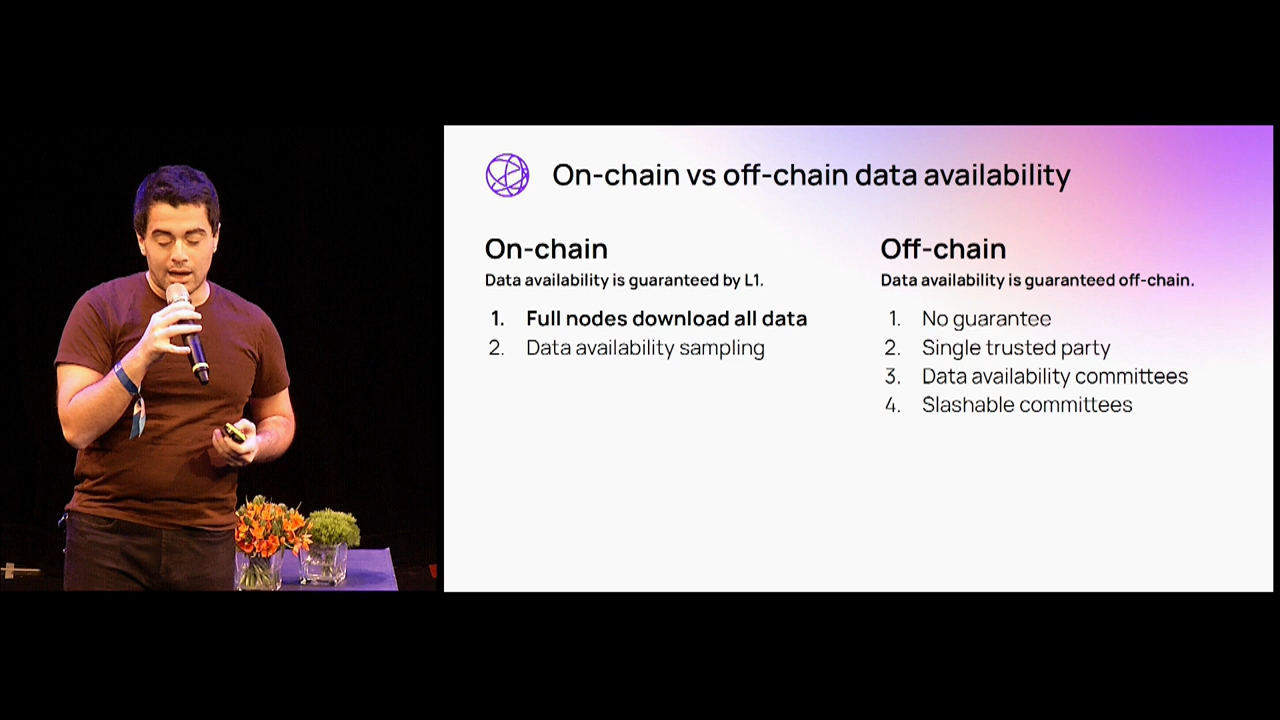 On-chain vs off-chain data availability
On-chain
Data availability is guaranteed by L1.
1. Full nodes download all data
2. Data availability sampling
Off-chain
Data availability is guaranteed off-chain.
1. No guarantee
2. Single trusted party
3. Data availability committees
4. Slashable committees